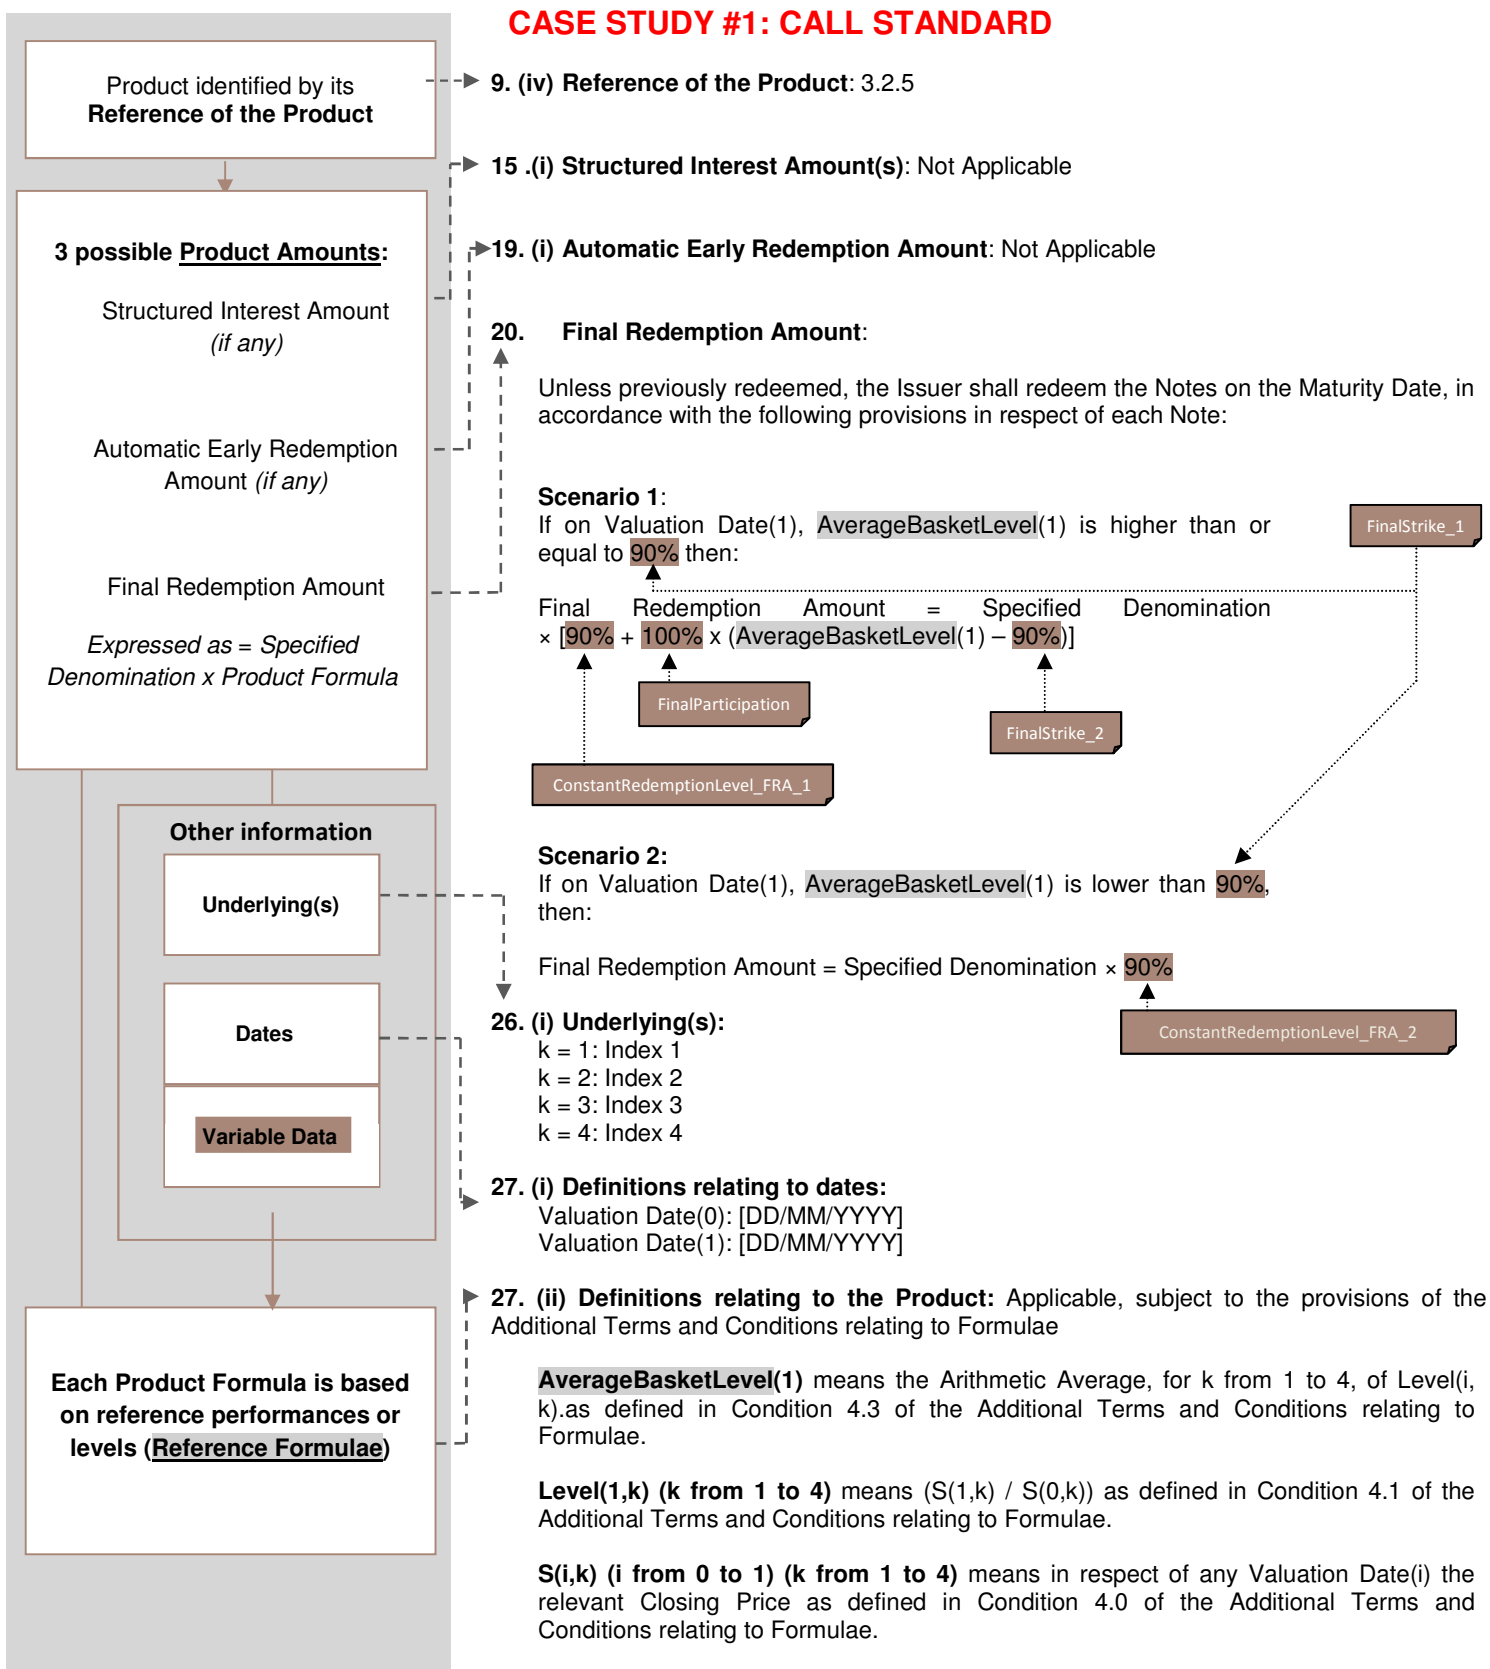 CASE STUDY #1: CALL STANDARD
Product identified by its
Reference of the Product
3 possible Product Amounts:
Structured Interest Amount
(if any)
Automatic Early Redemption
Amount (if any)
Final Redemption Amount
Expressed as = Specified
Denomination x Product Formula
Other information
Underlying(s)
Dates
Variable Data
Each Product Formula is based
on reference performances or
levels (Reference Formulae)
9. (iv) Reference of the Product: 3.2.5
15 .(i) Structured Interest Amount(s): Not Applicable
19. (i) Automatic Early Redemption Amount: Not Applicable
20. Final Redemption Amount:
Unless previously redeemed, the Issuer shall redeem the Notes on the Maturity Date, in
accordance with the following provisions in respect of each Note:
Scenario 1:
If on Valuation Date(1), AverageBasketLevel(1) is higher than or
equal to 90% then:
FinalStrike_1
Final Redemption Amount = Specified Denomination
× [90% + 100% x (AverageBasketLevel(1) – 90%)]
FinalParticipation
FinalStrike_2
ConstantRedemptionLevel_FRA_1
Scenario 2:
If on Valuation Date(1), AverageBasketLevel(1) is lower than 90%,
then:
Final Redemption Amount = Specified Denomination × 90%
ConstantRedemptionLevel_FRA_2
26. (i) Underlying(s):
k = 1: Index 1
k = 2: Index 2
k = 3: Index 3
k = 4: Index 4
27. (i) Definitions relating to dates:
Valuation Date(0): [DD/MM/YYYY]
Valuation Date(1): [DD/MM/YYYY]
27. (ii) Definitions relating to the Product: Applicable, subject to the provisions of the
Additional Terms and Conditions relating to Formulae
AverageBasketLevel(1) means the Arithmetic Average, for k from 1 to 4, of Level(i,
k).as defined in Condition 4.3 of the Additional Terms and Conditions relating to
Formulae.
Level(1,k) (k from 1 to 4) means (S(1,k) / S(0,k)) as defined in Condition 4.1 of the
Additional Terms and Conditions relating to Formulae.
S(i,k) (i from 0 to 1) (k from 1 to 4) means in respect of any Valuation Date(i) the
relevant Closing Price as defined in Condition 4.0 of the Additional Terms and
Conditions relating to Formulae.